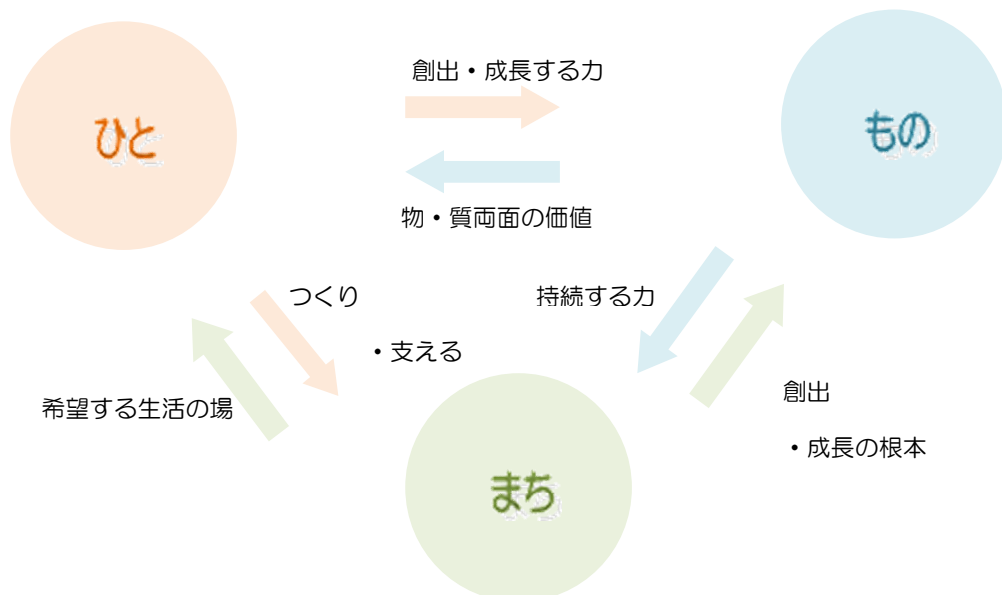 創出・成長する力
ひと
もの
物・質両面の価値
つくり
・支える
持続する力
希望する生活の場
創出
・成長の根本
まち